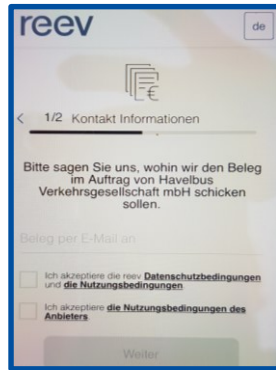 reev
de
€
< 1/2 Kontakt Informationen
Bitte sagen Sie uns, wohin wir den Beleg
im Auftrag von Havelbus
Verkehrsgesellschaft mbH schicken
sollen.
Beleg per E-Mail an
Ich akzeptiere die reev Datenschutzbedingungen
und die Nutzungsbedingungen
Ich akzeptiere die Nutzungsbedingungen des
Anbieters
Weiter